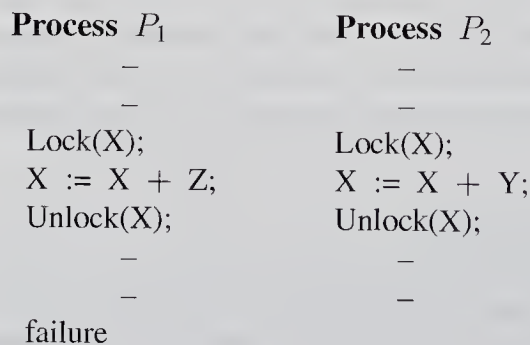 Process P₁ Process P₂
– –
– –
Lock(X); Lock(X);
X := X + Z; X := X + Y;
Unlock(X); Unlock(X);
– –
– –
failure